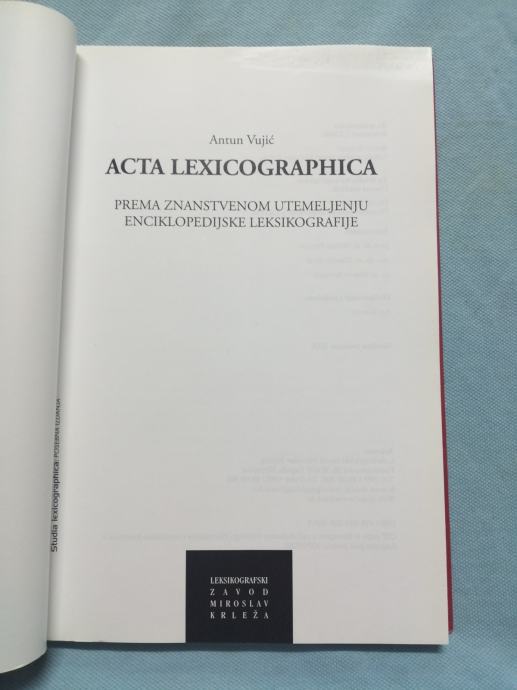 Antun Vujić
ACTA LEXICOGRAPHICA
PREMA ZNANSTVENOM UTEMELJENJU
ENCIKLOPEDIJSKE LEKSIKOGRAFIJE
Studia lexicographica: POSEBNA IZDANJA
LEKSIKOGRAFSKI
ZAVOD
MIROSLAV
KRLEŽA